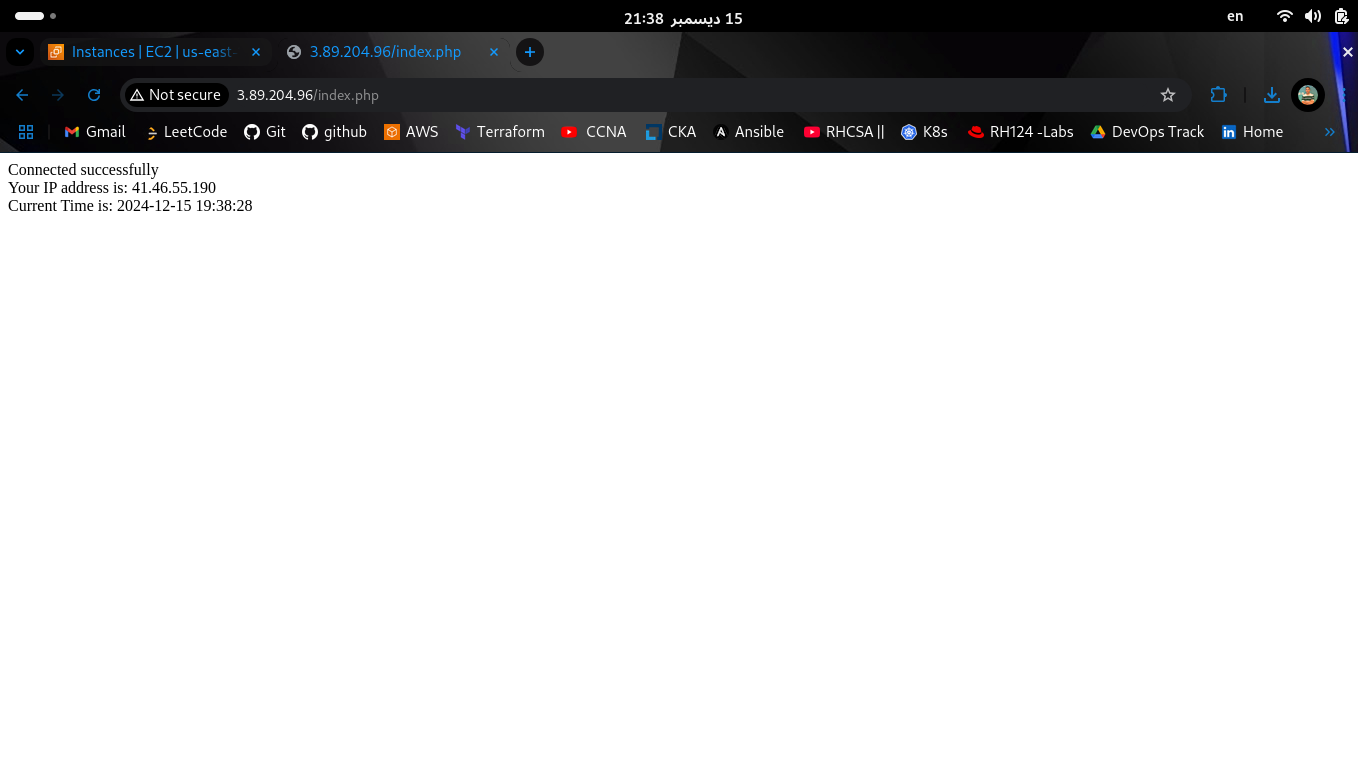 15 ديسمبر 21:38
en
Instances | EC2 | us-east-
3.89.204.96/index.php
Not secure
3.89.204.96/index.php
Gmail
LeetCode
Git
github
AWS
Terraform
CCNA
CKA
Ansible
RHCSA ||
K8s
RH124 -Labs
DevOps Track
Home
Connected successfully
Your IP address is: 41.46.55.190
Current Time is: 2024-12-15 19:38:28